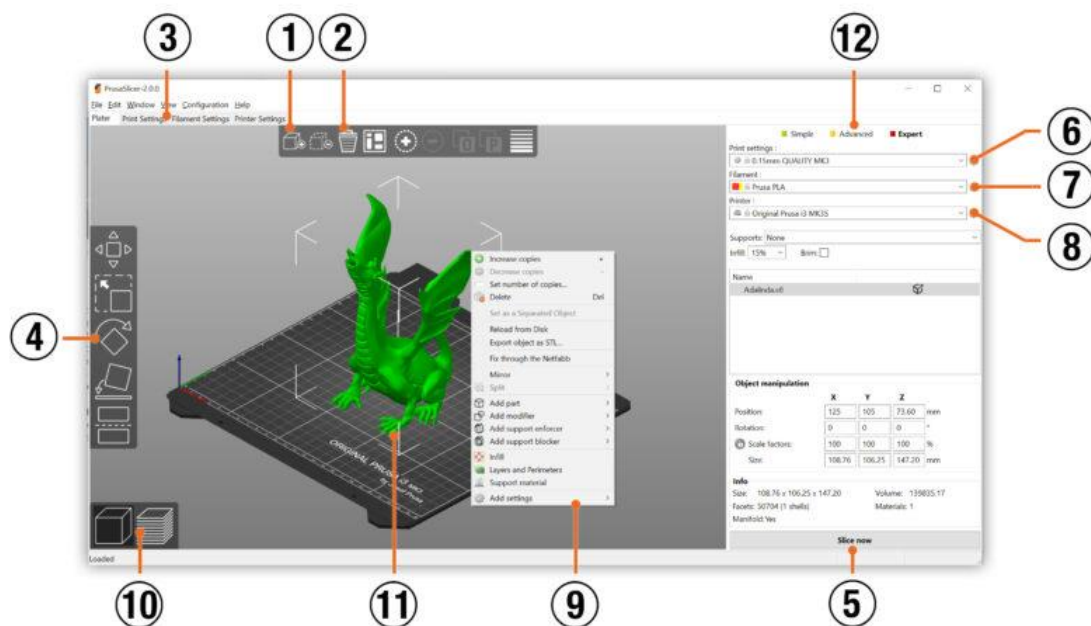 3
1
2
12
PrusaSlicer-2.0.0
File Edit Window View Configuration Help
Plater Print Settings Filament Settings Printer Settings
Simple Advanced Expert
Print settings :
0.15mm QUALITY MK3
6
Filament :
Prusa PLA
7
Printer :
Original Prusa i3 MK3S
8
Supports: None
Infill: 15% Brim:
Name
Adalinda.stl
4
Increase copies +
Decrease copies -
Set number of copies...
Delete Del
Set as a Separated Object
Reload from Disk
Export object as STL...
Fix through the Netfabb
Mirror
Split
Add part
Add modifier
Add support enforcer
Add support blocker
Infill
Layers and Perimeters
Support material
Add settings
ORIGINAL PRUSA i3 MK3
by Josef Prusa
Object manipulation
X Y Z
Position: 125 105 73.60 mm
Rotation: 0 0 0 °
Scale factors: 100 100 100 %
Size: 108.76 106.25 147.20 mm
Info
Size: 108.76 x 106.25 x 147.20 Volume: 139835.17
Facets: 50704 (1 shells) Materials: 1
Manifold: Yes
Slice now
Loaded
10
11
9
5